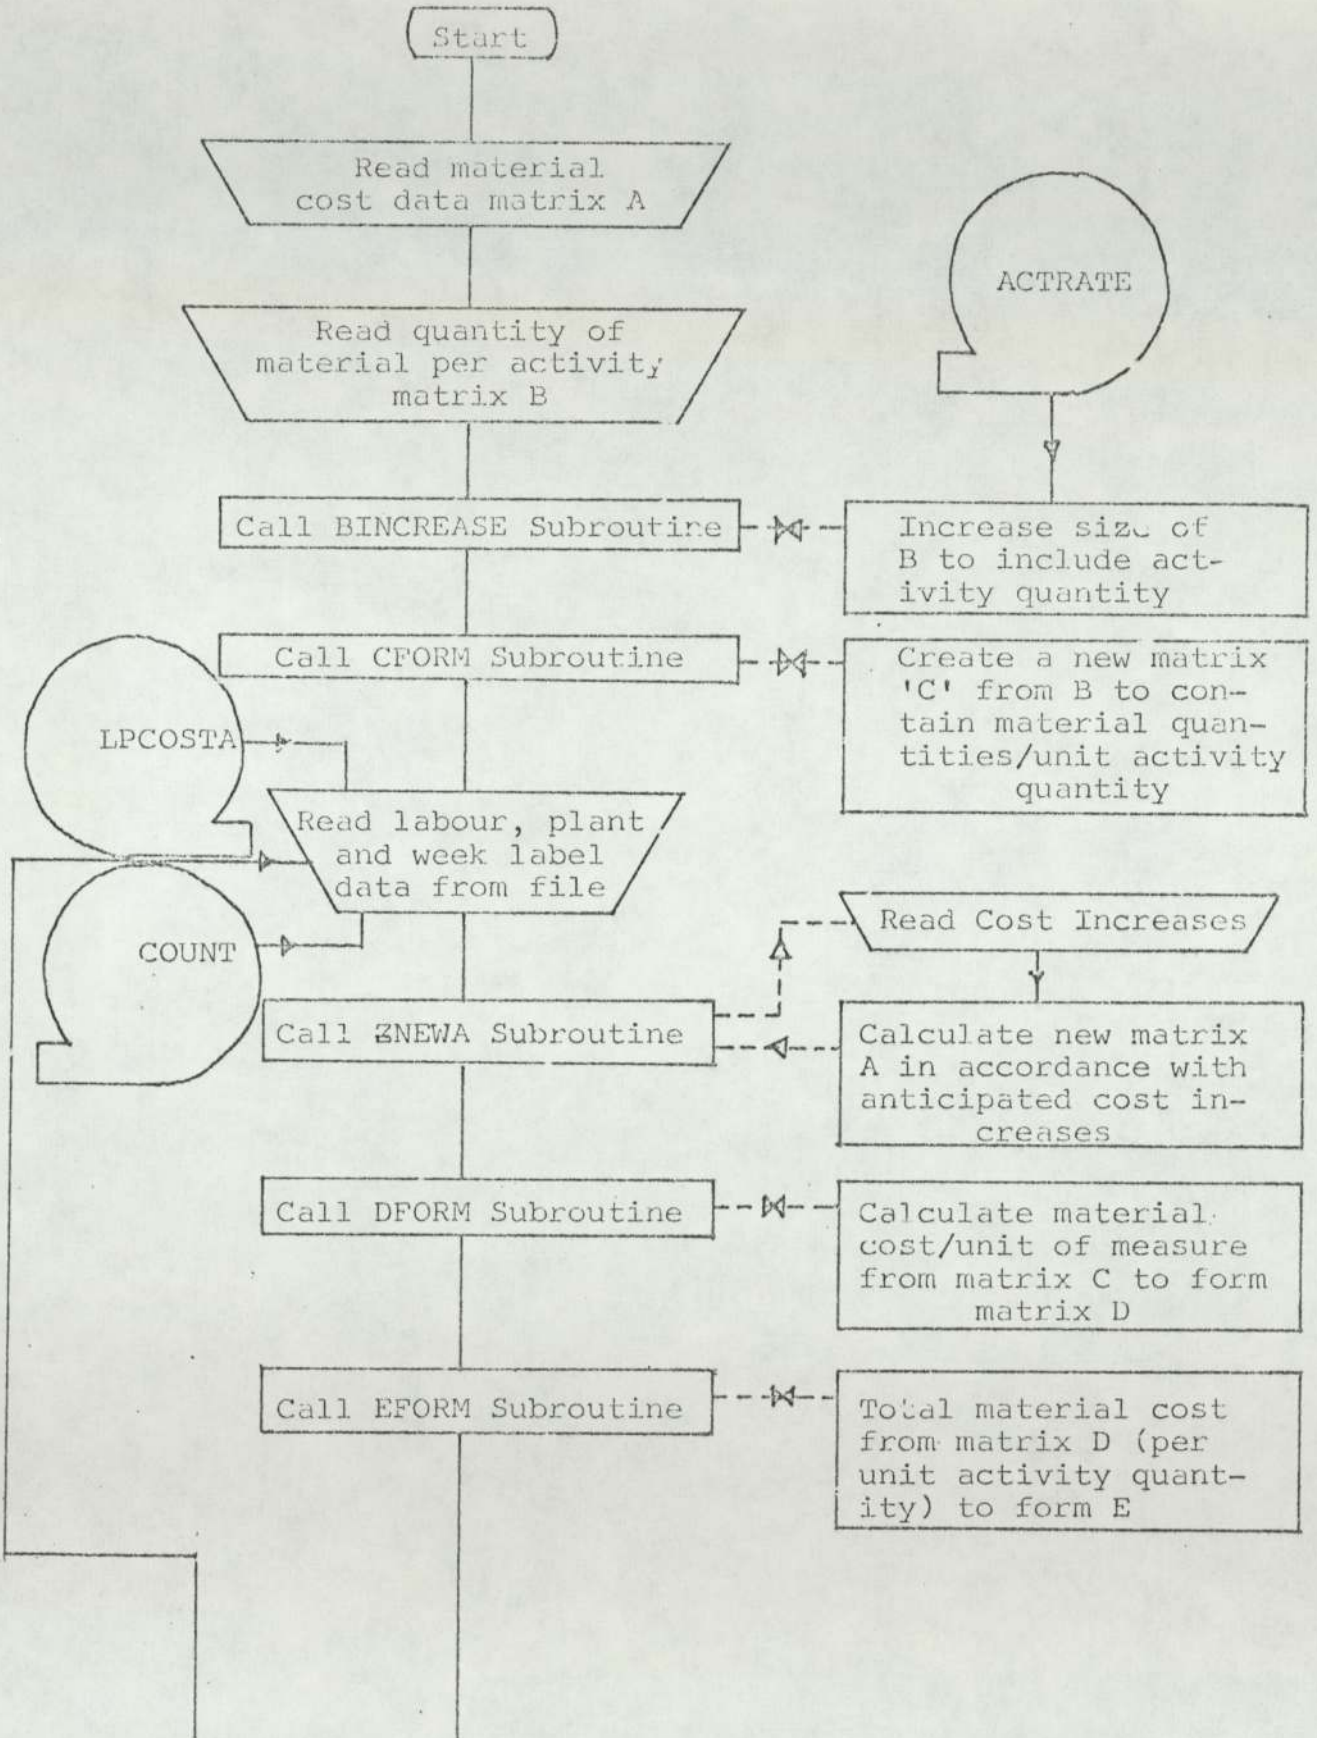 Start
Read material
cost data matrix A
Read quantity of
material per activity
matrix B
ACTRATE
Call BINCREASE Subroutine
Increase size of
B to include act-
ivity quantity
Call CFORM Subroutine
Create a new matrix
'C' from B to con-
tain material quan-
tities/unit activity
quantity
LPCOSTA
Read labour, plant
and week label
data from file
COUNT
Read Cost Increases
Call ZNEWA Subroutine
Calculate new matrix
A in accordance with
anticipated cost in-
creases
Call DFORM Subroutine
Calculate material
cost/unit of measure
from matrix C to form
matrix D
Call EFORM Subroutine
Total material cost
from matrix D (per
unit activity quant-
ity) to form E